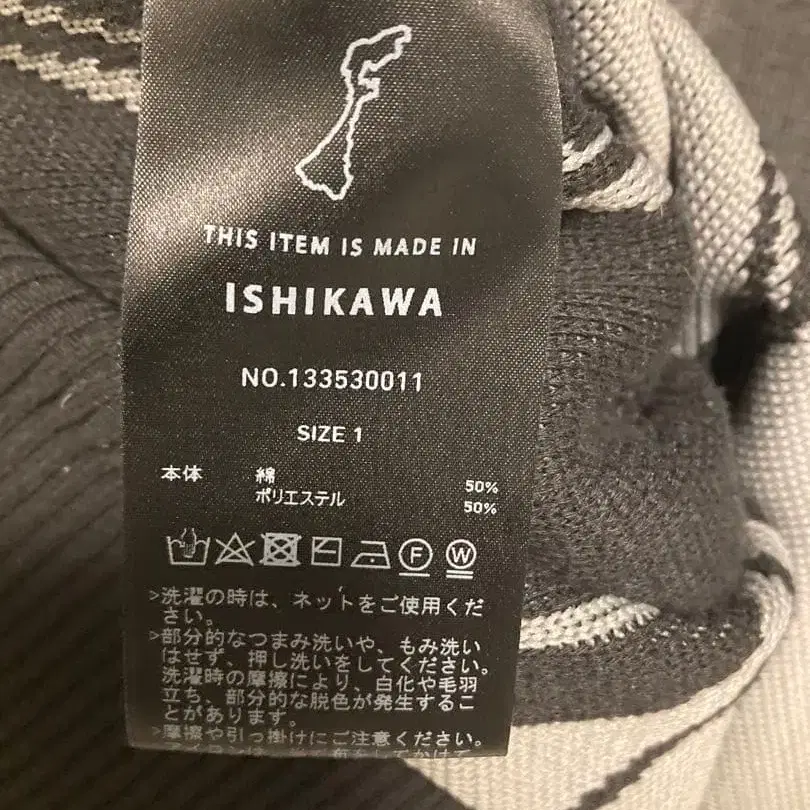 THIS ITEM IS MADE IN
ISHIKAWA
NO.133530011
SIZE 1
本体 綿 50%
ポリエステル 50%
F W
>洗濯の時は、ネットをご使用くだ
さい。
>部分的なつまみ洗いや、もみ洗い
はせず、押し洗いをしてください。
洗濯時の摩擦により、白化や毛羽
立ち、部分的な脱色が発生するこ
とがあります。
>摩擦や引っ掛けにご注意ください。